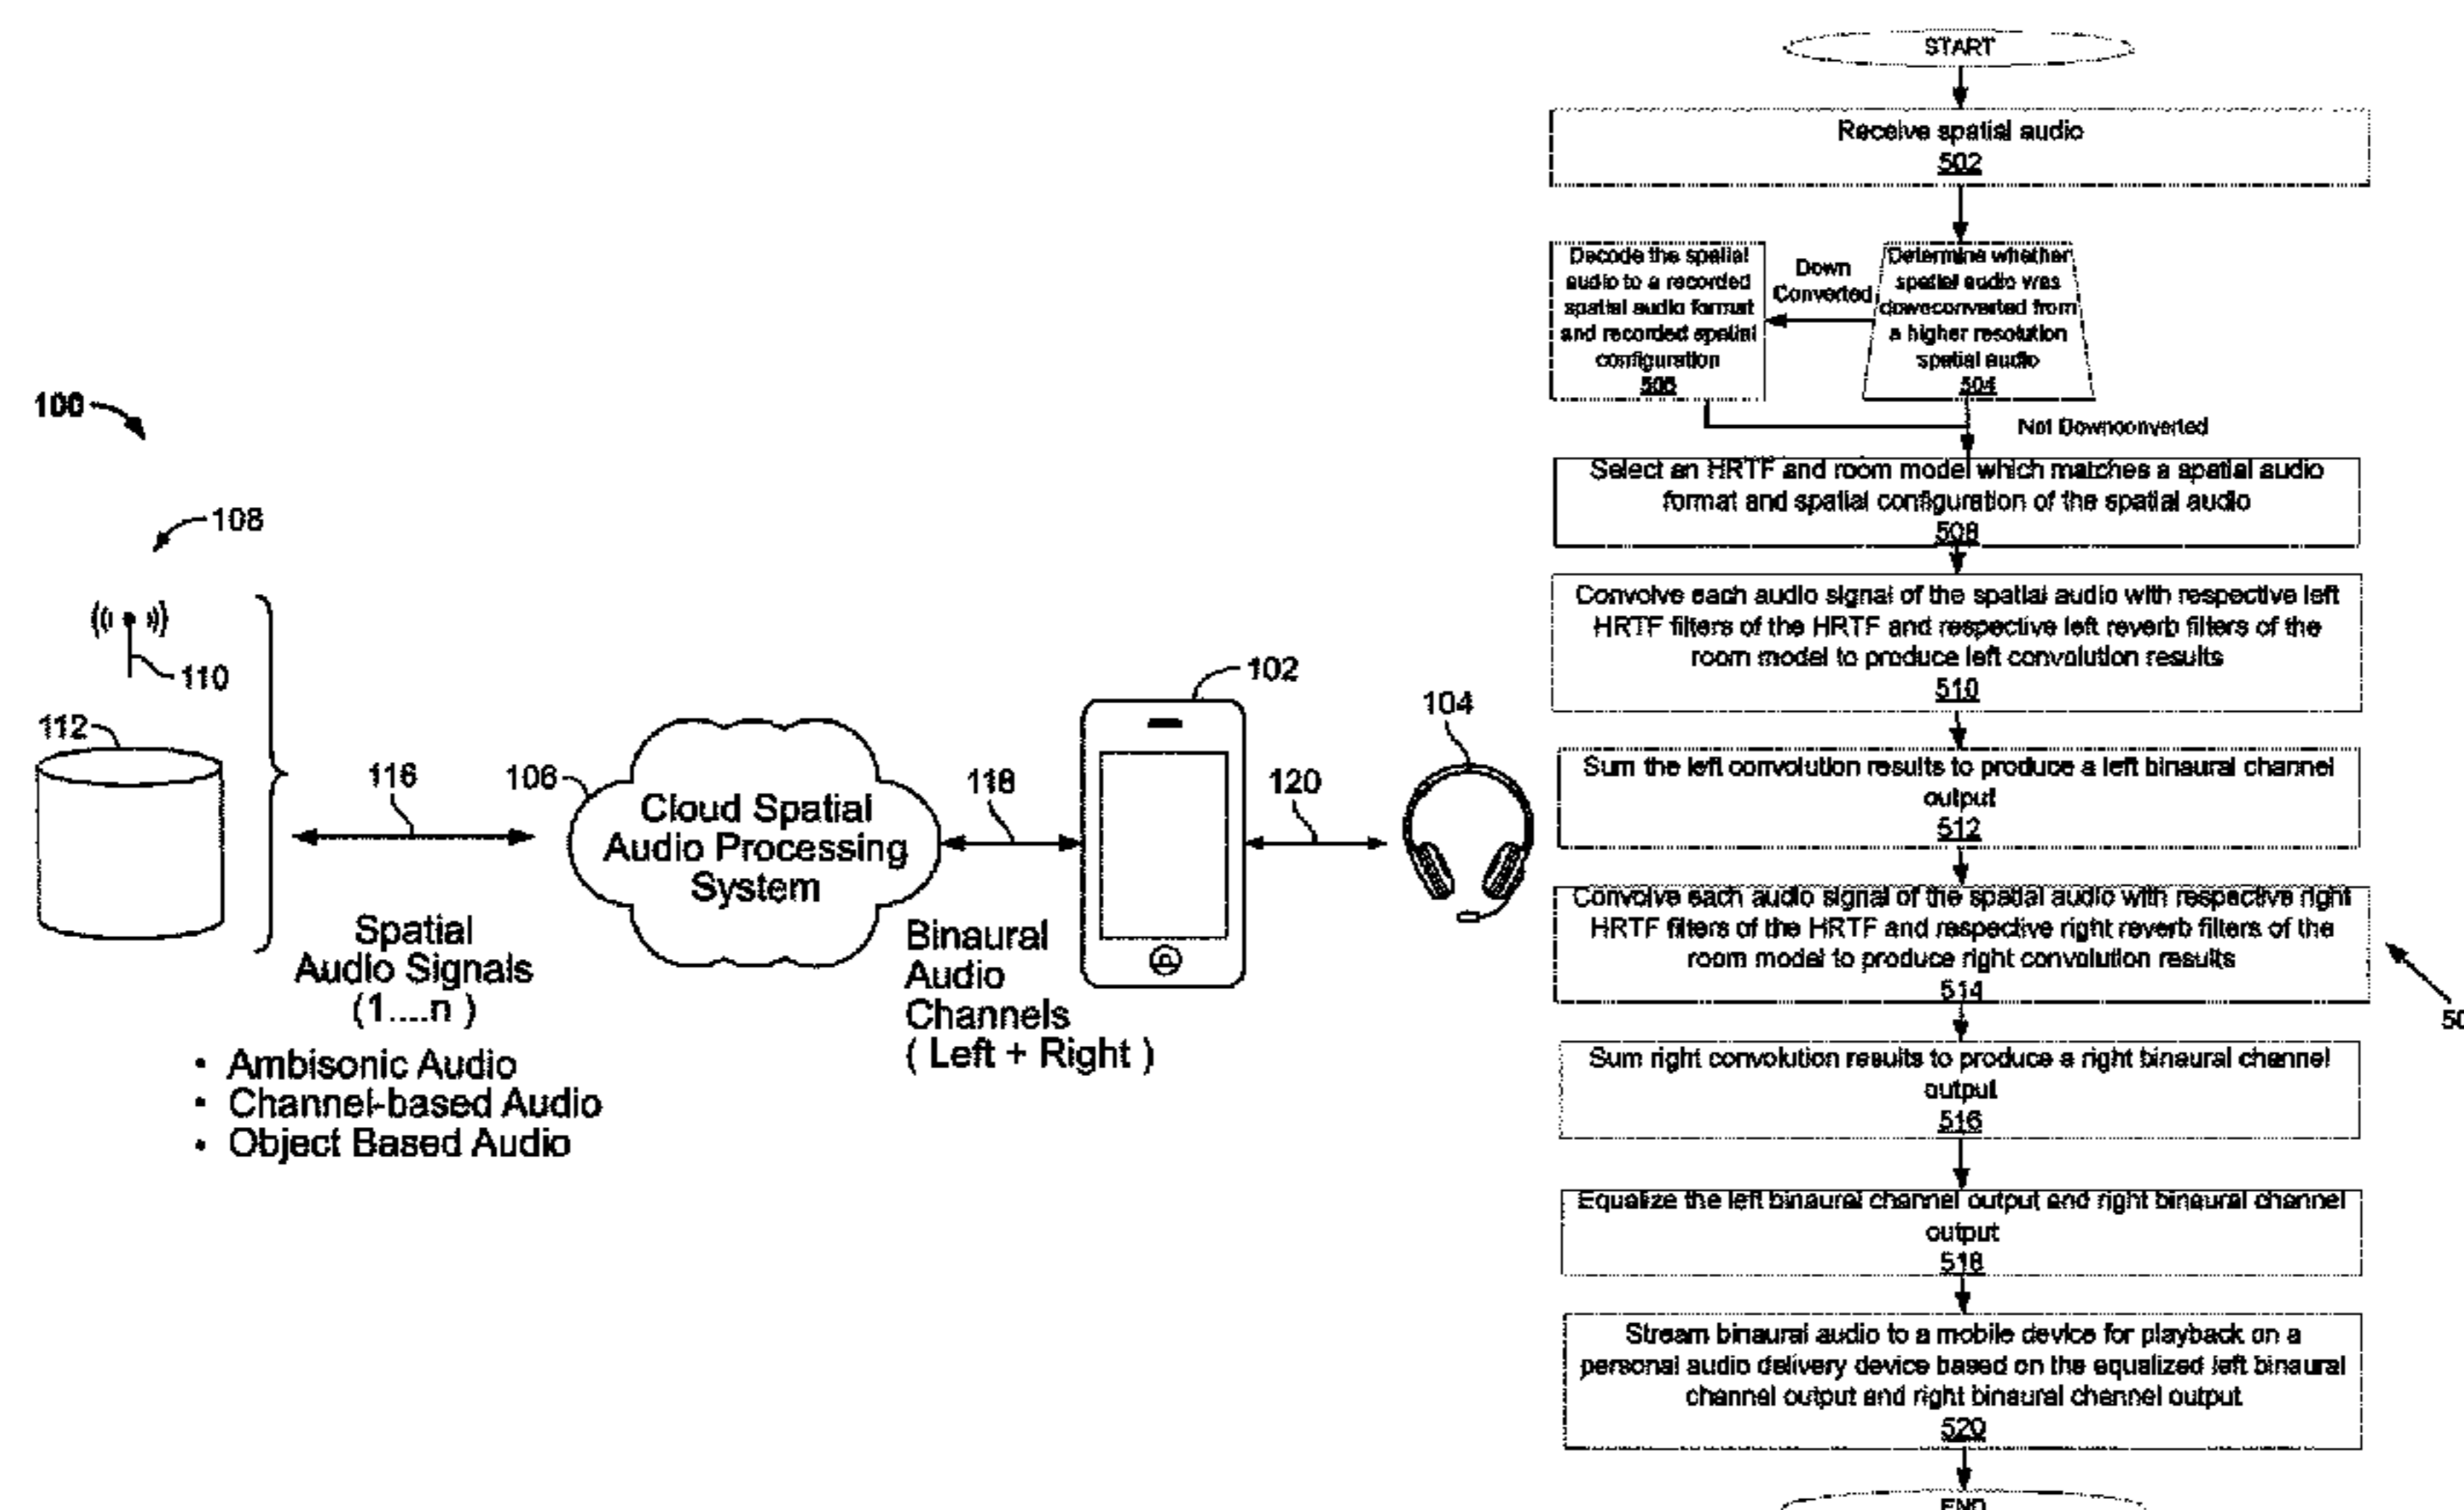 100
108
110
112
116
106
Cloud Spatial
Audio Processing
System
118
102
120
104
Spatial
Audio Signals
(1....n )
• Ambisonic Audio
• Channel-based Audio
• Object Based Audio
Binaural
Audio
Channels
( Left + Right )
START
Receive spatial audio
502
Determine whether
spatial audio was
downconverted from
a higher resolution
spatial audio
504
Down
Converted
Decode the spatial
audio to a recorded
spatial audio format
and recorded spatial
configuration
506
Not Downconverted
Select an HRTF and room model which matches a spatial audio
format and spatial configuration of the spatial audio
508
Convolve each audio signal of the spatial audio with respective left
HRTF filters of the HRTF and respective left reverb filters of the
room model to produce left convolution results
510
Sum the left convolution results to produce a left binaural channel
output
512
Convolve each audio signal of the spatial audio with respective right
HRTF filters of the HRTF and respective right reverb filters of the
room model to produce right convolution results
514
Sum right convolution results to produce a right binaural channel
output
516
Equalize the left binaural channel output and right binaural channel
output
518
Stream binaural audio to a mobile device for playback on a
personal audio delivery device based on the equalized left binaural
channel output and right binaural channel output
520
END